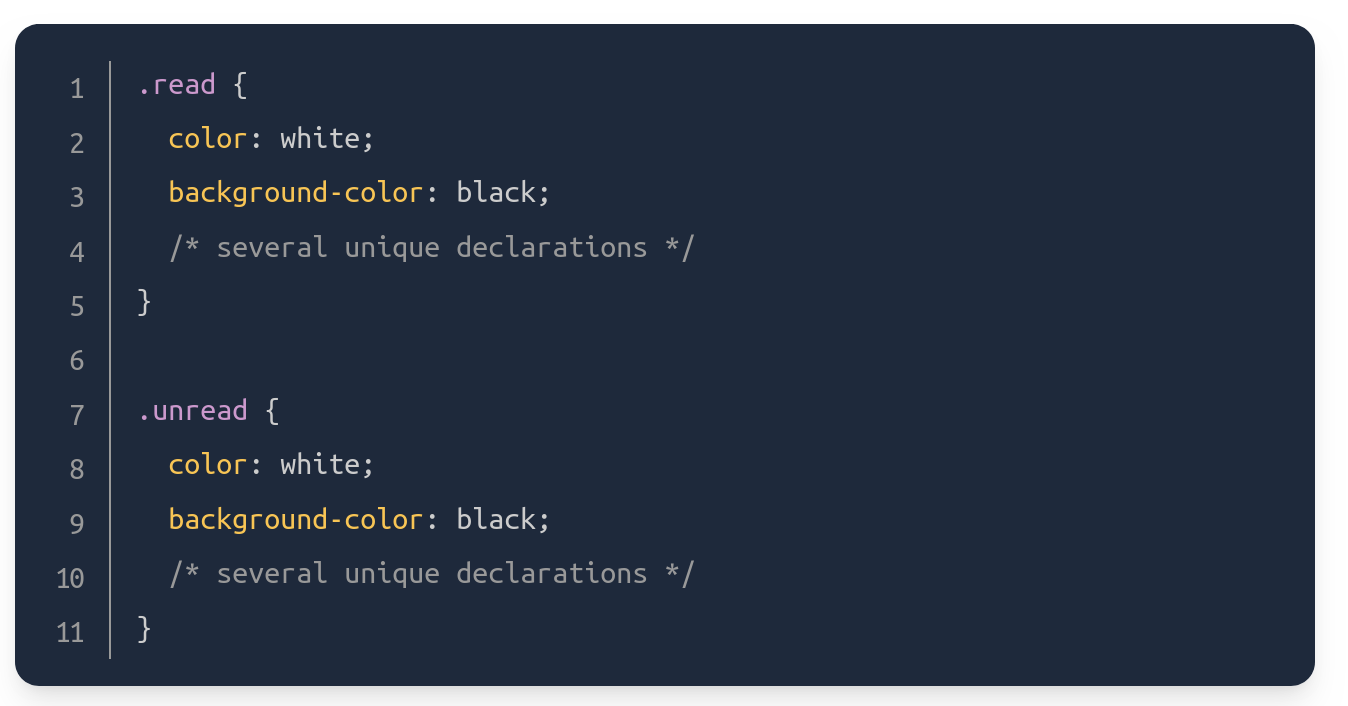 1 .read {
2   color: white;
3   background-color: black;
4   /* several unique declarations */
5 }
6
7 .unread {
8   color: white;
9   background-color: black;
10   /* several unique declarations */
11 }